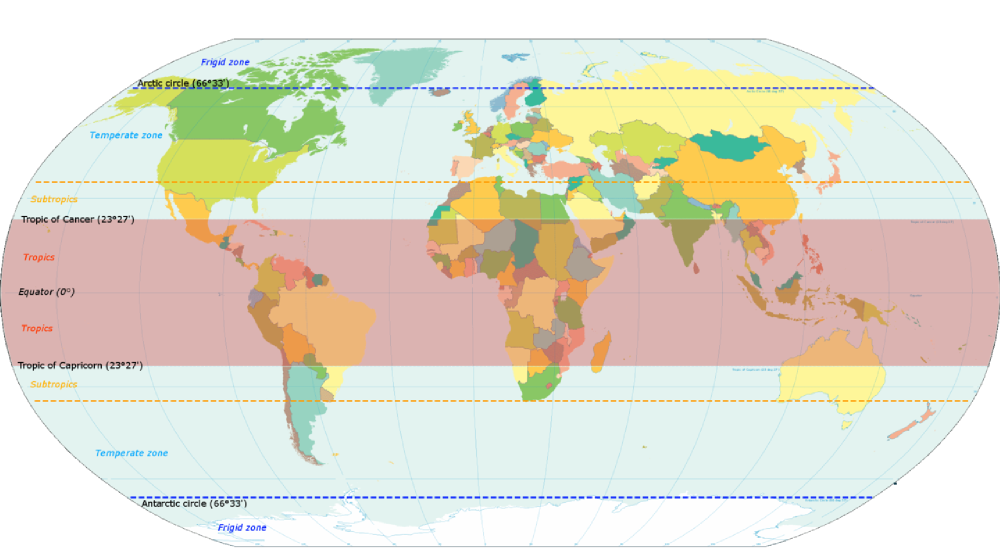 Frigid zone
Arctic circle (66°33')
Temperate zone
Subtropics
Tropic of Cancer (23°27')
Tropics
Equator (0°)
Tropics
Tropic of Capricorn (23°27')
Subtropics
Temperate zone
Antarctic circle (66°33')
Frigid zone